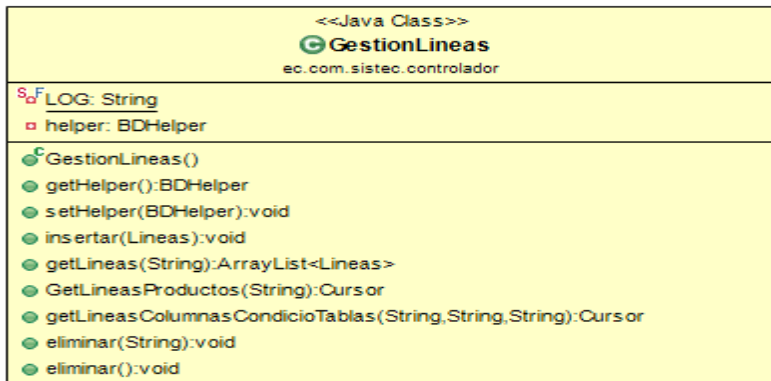 <<Java Class>>
C GestionLineas
ec.com.sistec.controlador
S F LOG: String
helper: BDHelper
C GestionLineas()
getHelper():BDHelper
setHelper(BDHelper):void
insertar(Lineas):void
getLineas(String):ArrayList<Lineas>
GetLineasProductos(String):Cursor
getLineasColumnasCondicioTablas(String,String,String):Cursor
eliminar(String):void
eliminar():void